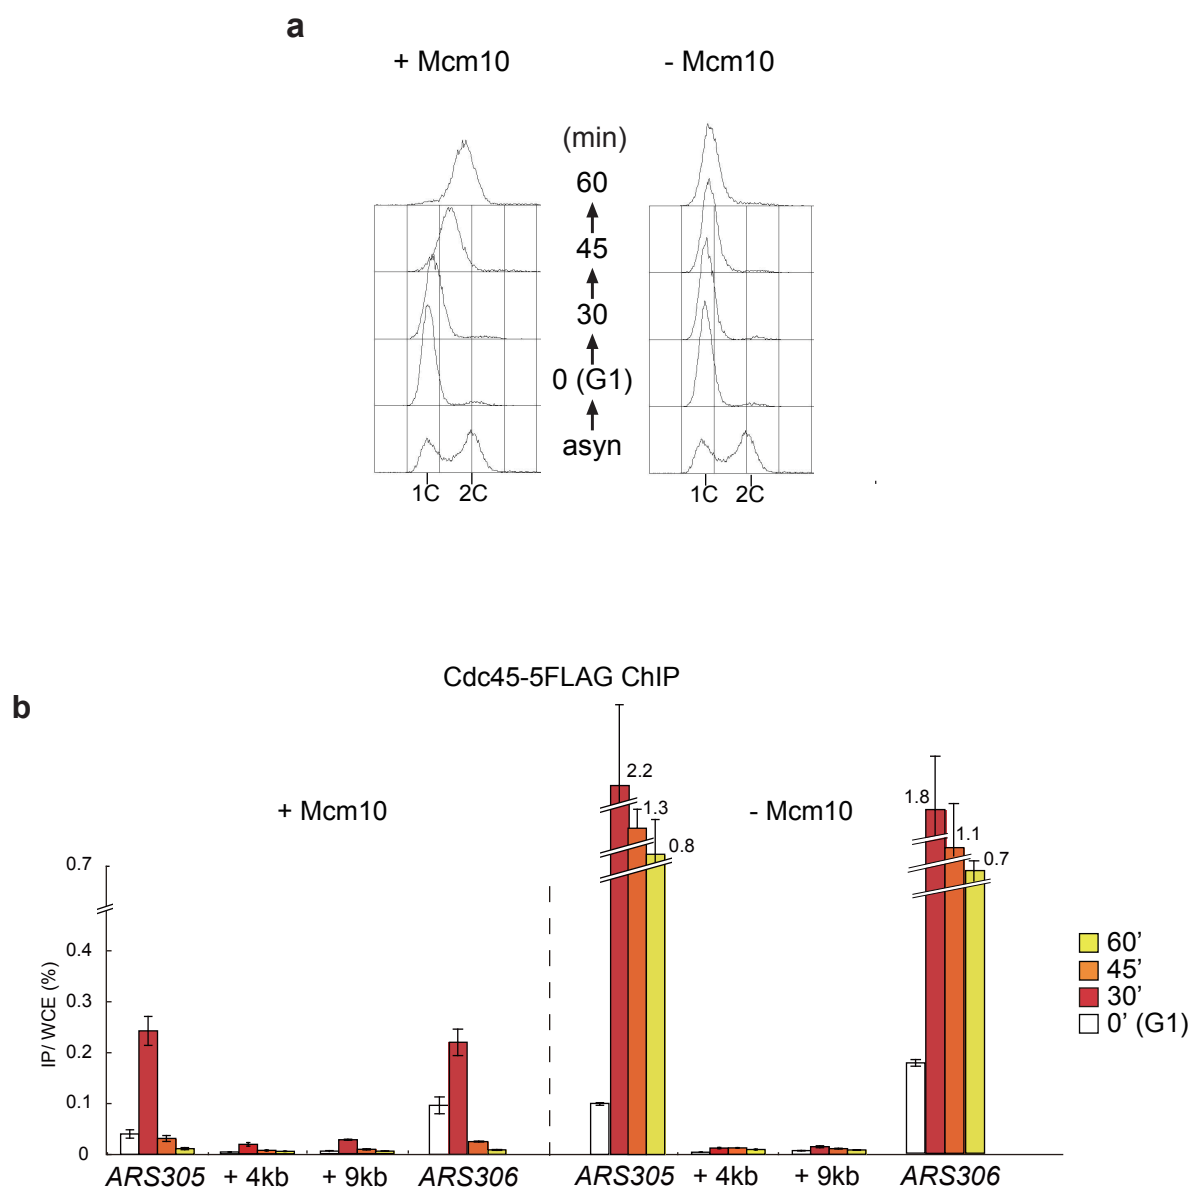 a
+ Mcm10
- Mcm10
(min)
60
45
30
0 (G1)
asyn
1C 2C
1C 2C
Cdc45-5FLAG ChIP
b
+ Mcm10
- Mcm10
2.2
1.3
0.8
1.8
1.1
0.7
IP/ WCE (%)
0.7
0.4
0.3
0.2
0.1
0
60’
45’
30’
0’ (G1)
ARS305 + 4kb + 9kb ARS306
ARS305 + 4kb + 9kb ARS306